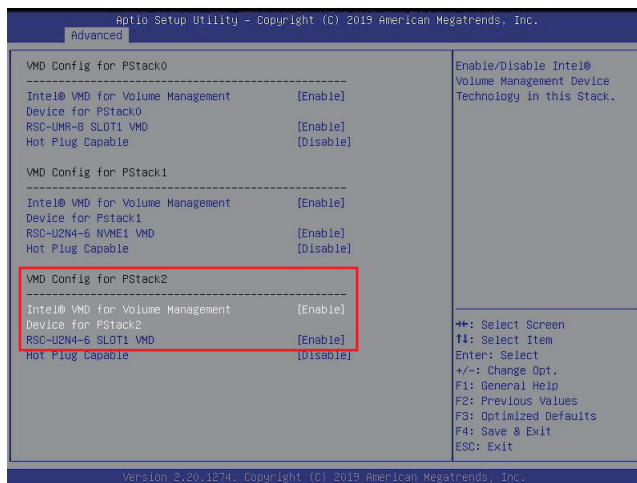 Aptio Setup Utility – Copyright (C) 2019 American Megatrends, Inc.
Advanced
VMD Config for PStack0
------------------------------------------------
Intel® VMD for Volume Management [Enable]
Device for PStack0
RSC-UMR-8 SLOT1 VMD [Enable]
Hot Plug Capable [Disable]
VMD Config for PStack1
------------------------------------------------
Intel® VMD for Volume Management [Enable]
Device for Pstack1
RSC-U2N4-6 NVME1 VMD [Enable]
Hot Plug Capable [Disable]
VMD Config for PStack2
------------------------------------------------
Intel® VMD for Volume Management [Enable]
Device for PStack2
RSC-U2N4-6 SLOT1 VMD [Enable]
Hot Plug Capable [Disable]
Enable/Disable Intel®
Volume Management Device
Technology in this Stack.
→←: Select Screen
↑↓: Select Item
Enter: Select
+/-: Change Opt.
F1: General Help
F2: Previous Values
F3: Optimized Defaults
F4: Save & Exit
ESC: Exit
Version 2.20.1274. Copyright (C) 2019 American Megatrends, Inc.